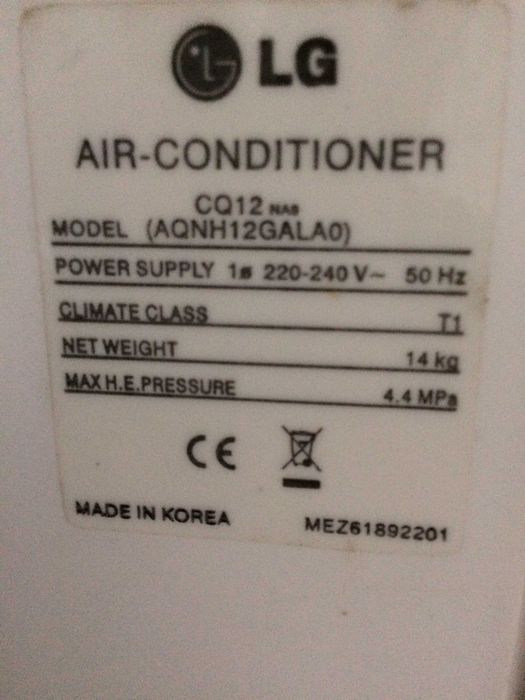 LG
AIR-CONDITIONER
CQ12 NA0
MODEL (AQNH12GALA0)
POWER SUPPLY 1ø 220-240 V~ 50 Hz
CLIMATE CLASS T1
NET WEIGHT 14 kg
MAX H.E.PRESSURE 4.4 MPa
CE
MADE IN KOREA MEZ61892201